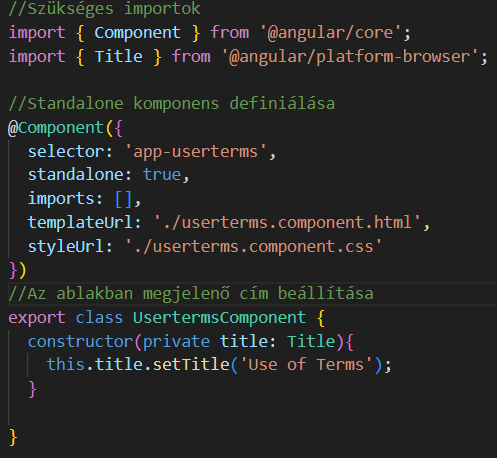 //Szükséges importok
import { Component } from '@angular/core';
import { Title } from '@angular/platform-browser';

//Standalone komponens definiálása
@Component({
  selector: 'app-userterms',
  standalone: true,
  imports: [],
  templateUrl: './userterms.component.html',
  styleUrl: './userterms.component.css'
})
//Az ablakban megjelenő cím beállítása
export class UsertermsComponent {
  constructor(private title: Title){
    this.title.setTitle('Use of Terms');
  }

}